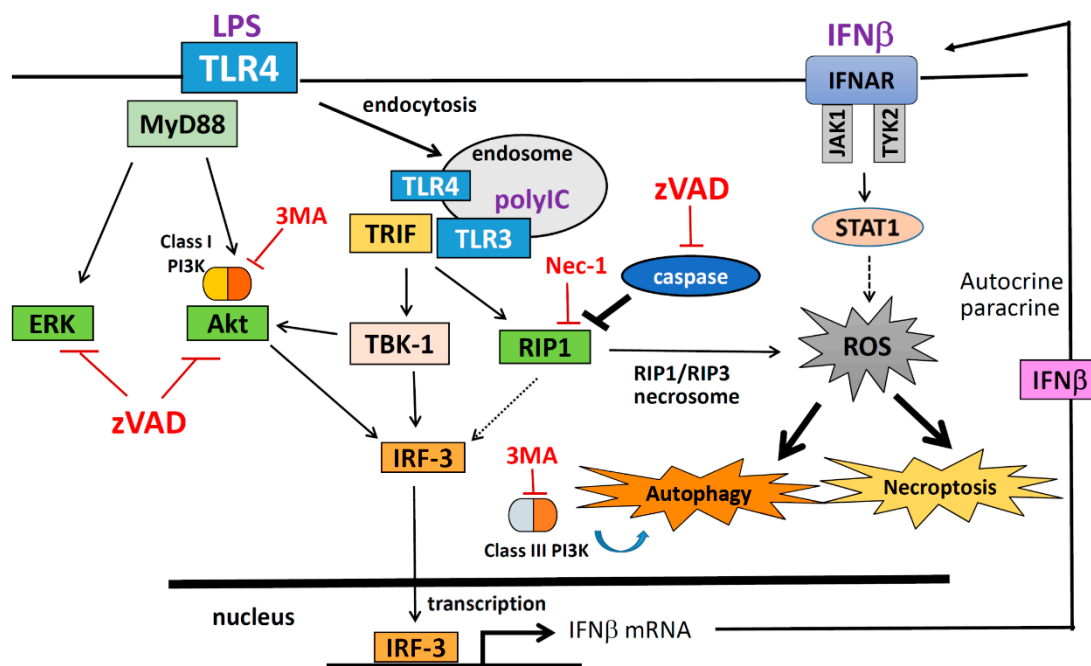 LPS
TLR4
MyD88
endocytosis
endosome
TLR4
polyIC
TRIF
TLR3
IFNβ
IFNAR
JAK1
TYK2
STAT1
zVAD
caspase
3MA
Class I
PI3K
Nec-1
ERK
Akt
TBK-1
RIP1
RIP1/RIP3
necrosome
ROS
Autocrine
paracrine
IFNβ
zVAD
IRF-3
3MA
Class III PI3K
Autophagy
Necroptosis
nucleus
transcription
IRF-3
IFNβ mRNA